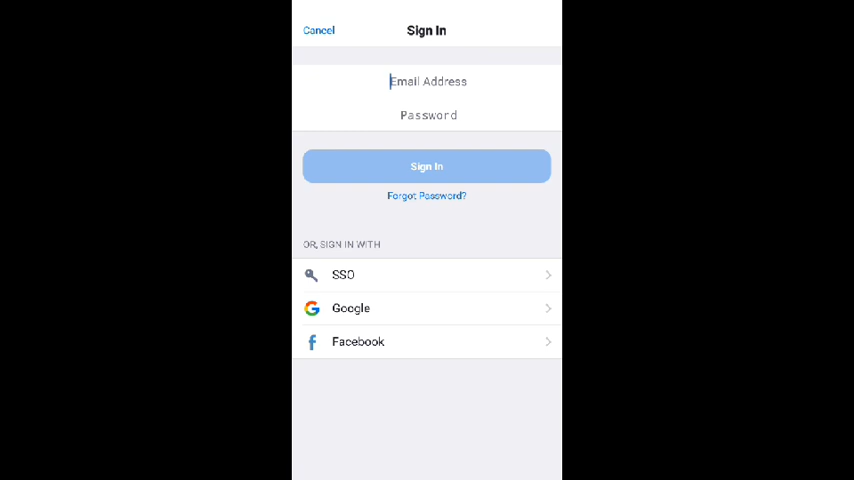 Cancel
Sign In
Email Address
Password
Sign In
Forgot Password?
OR, SIGN IN WITH
SSO
Google
Facebook